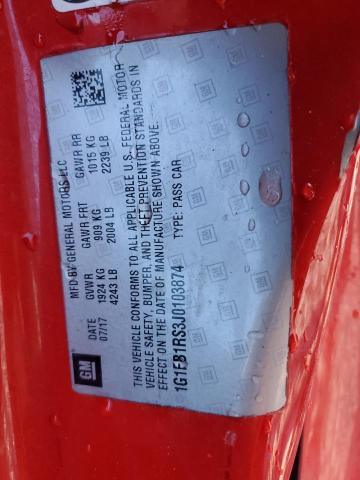 MFD BY GENERAL MOTORS LLC
DATE GVWR GAWR FRT GAWR RR
07/17 1924 KG 909 KG 1015 KG
4243 LB 2004 LB 2239 LB
THIS VEHICLE CONFORMS TO ALL APPLICABLE U.S. FEDERAL MOTOR
VEHICLE SAFETY, BUMPER, AND THEFT PREVENTION STANDARDS IN
EFFECT ON THE DATE OF MANUFACTURE SHOWN ABOVE.
1G1FB1RS3J0103874 TYPE: PASS CAR
GM